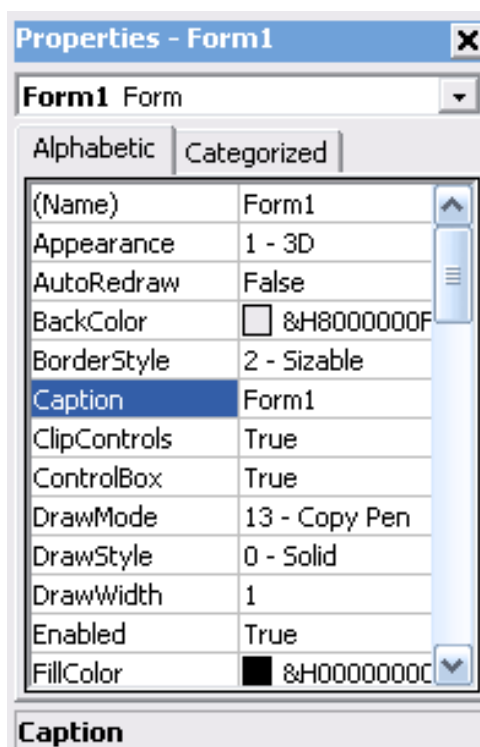 Properties - Form1
Form1 Form
Alphabetic Categorized
(Name) Form1
Appearance 1 - 3D
AutoRedraw False
BackColor &H8000000F
BorderStyle 2 - Sizable
Caption Form1
ClipControls True
ControlBox True
DrawMode 13 - Copy Pen
DrawStyle 0 - Solid
DrawWidth 1
Enabled True
FillColor &H0000000C
Caption